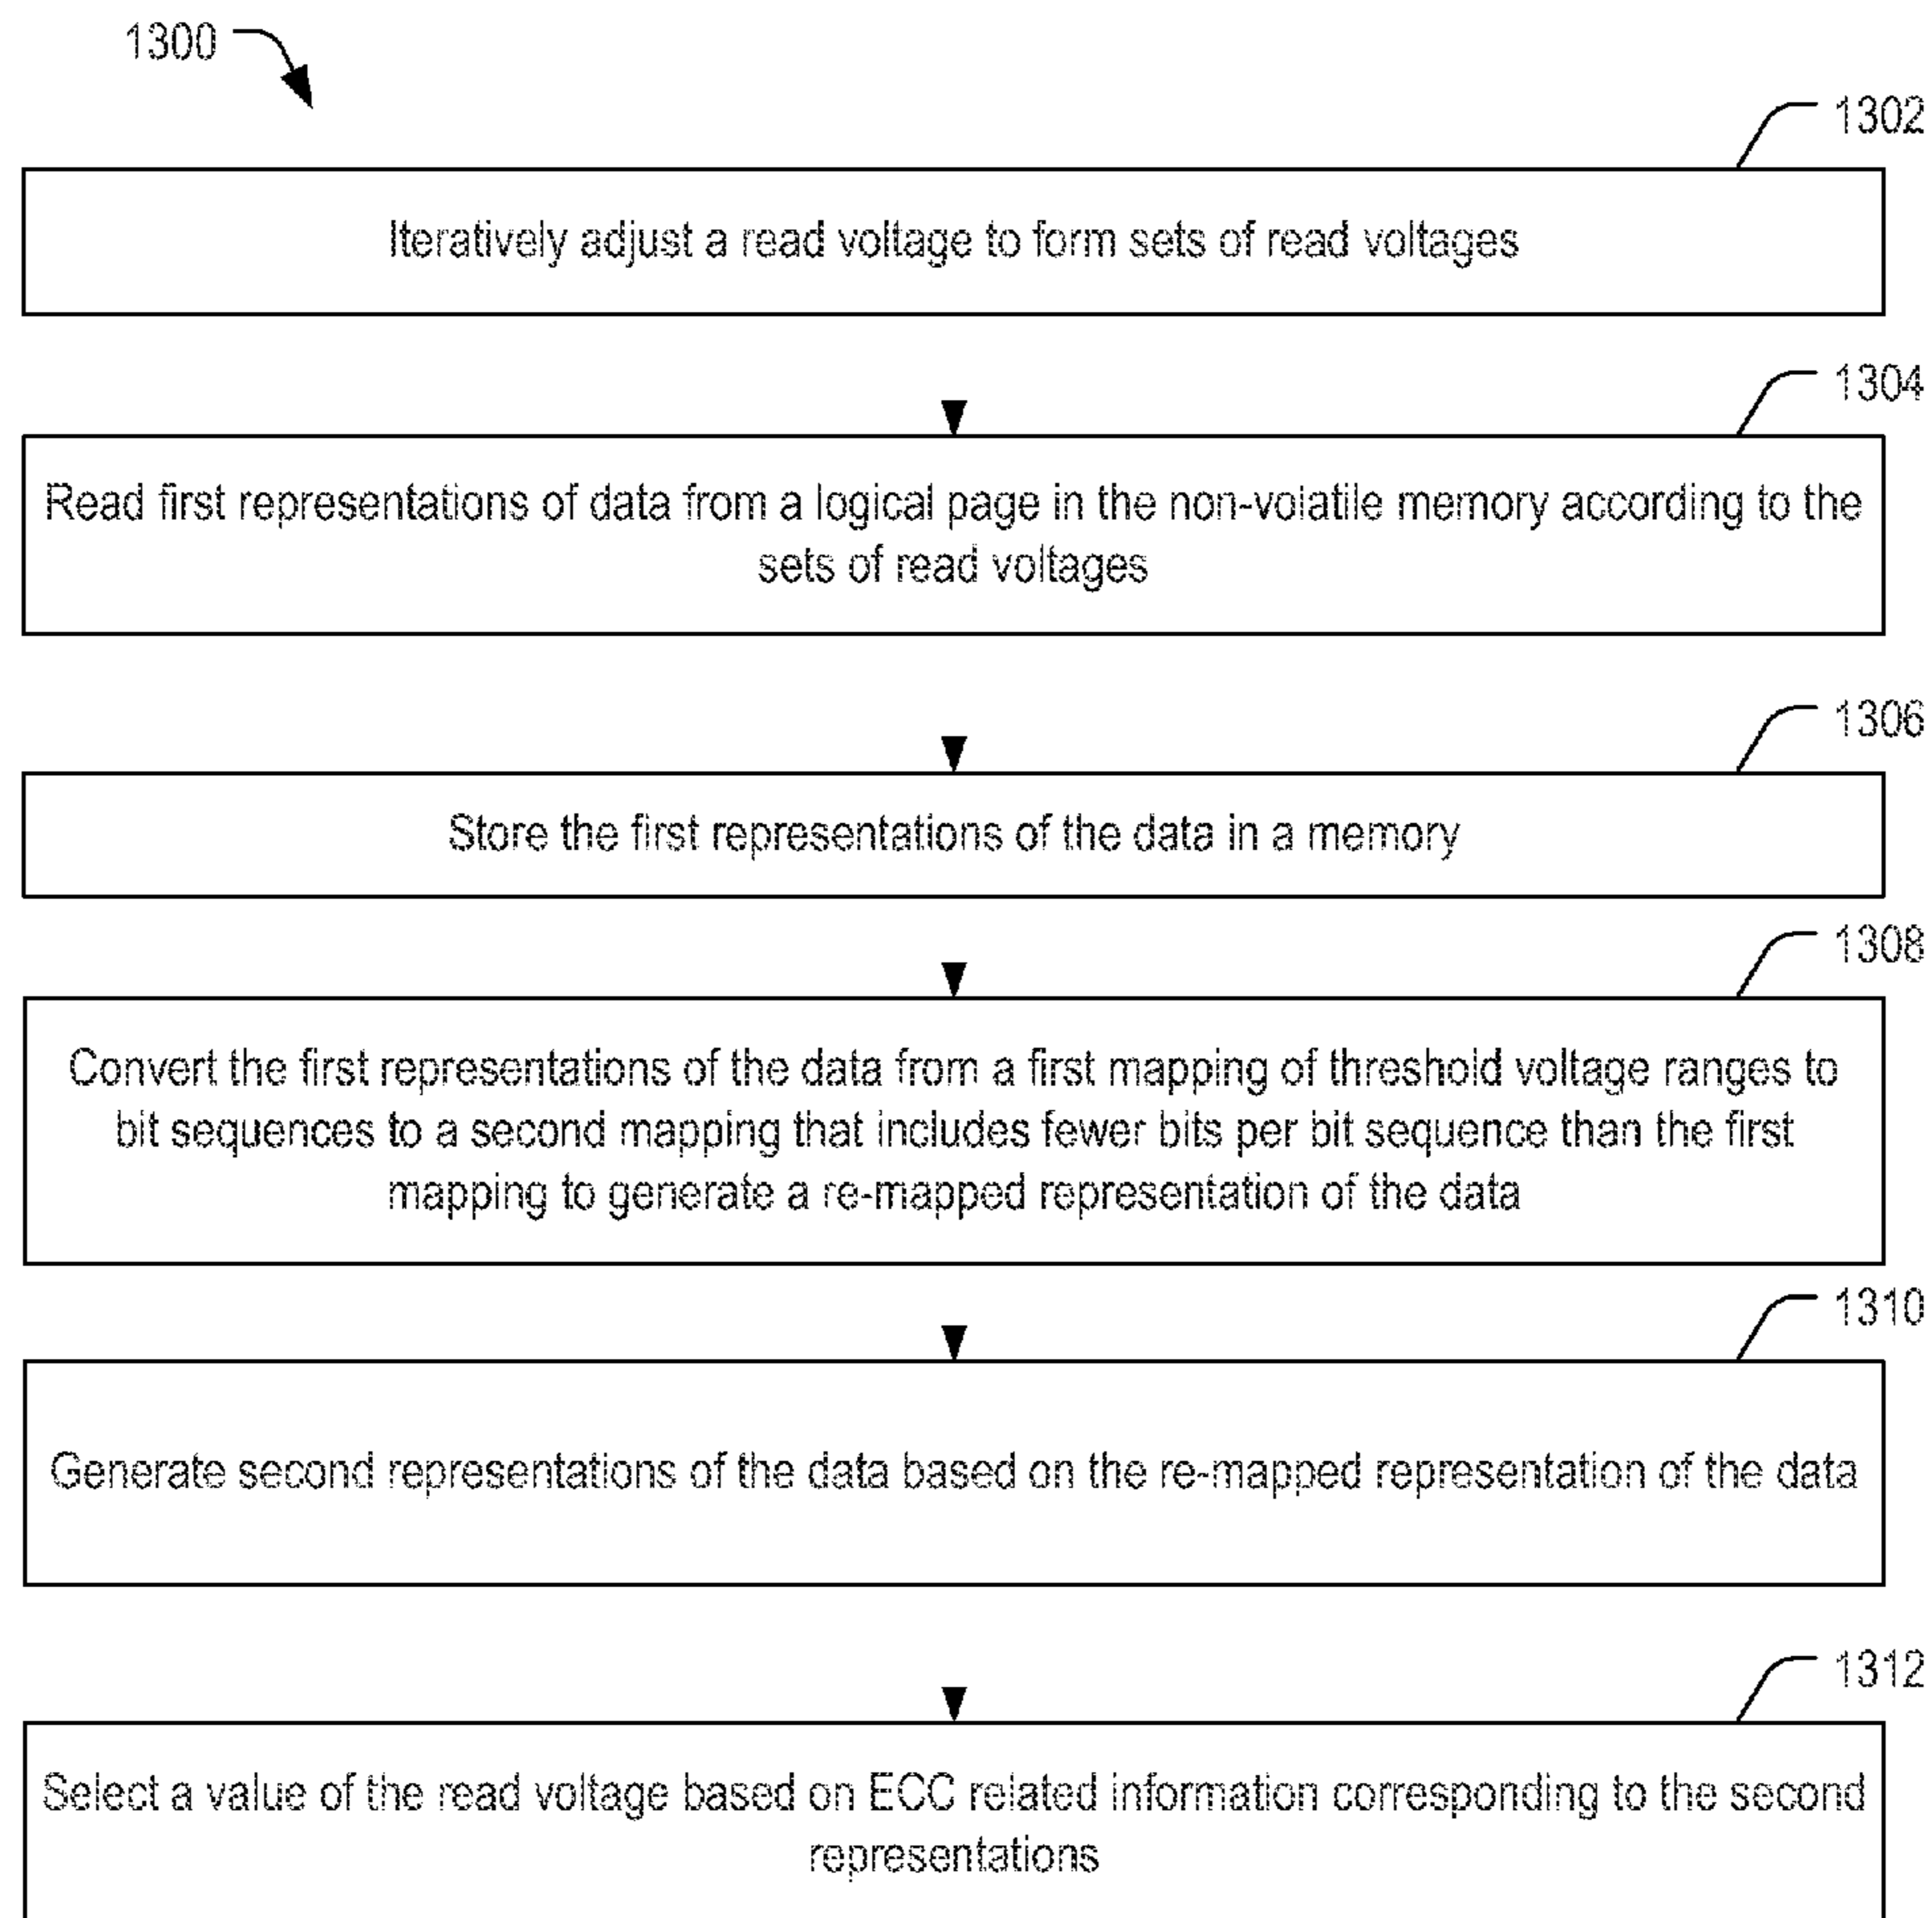 1300
1302
Iteratively adjust a read voltage to form sets of read voltages
1304
Read first representations of data from a logical page in the non-volatile memory according to the
sets of read voltages
1306
Store the first representations of the data in a memory
1308
Convert the first representations of the data from a first mapping of threshold voltage ranges to
bit sequences to a second mapping that includes fewer bits per bit sequence than the first
mapping to generate a re-mapped representation of the data
1310
Generate second representations of the data based on the re-mapped representation of the data
1312
Select a value of the read voltage based on ECC related information corresponding to the second
representations